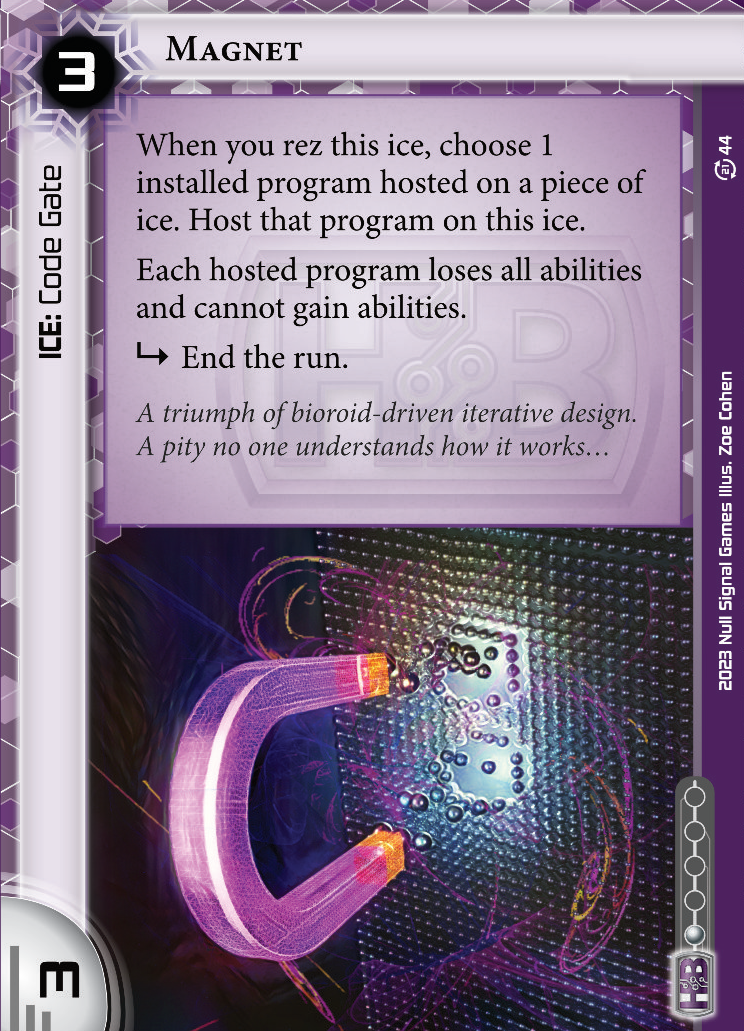 3
Magnet
ICE: Code Gate
When you rez this ice, choose 1
installed program hosted on a piece of
ice. Host that program on this ice.
Each hosted program loses all abilities
and cannot gain abilities.
↳ End the run.
A triumph of bioroid-driven iterative design.
A pity no one understands how it works…
21 44
2023 Null Signal Games Illus. Zoe Cohen
3
HB
HB